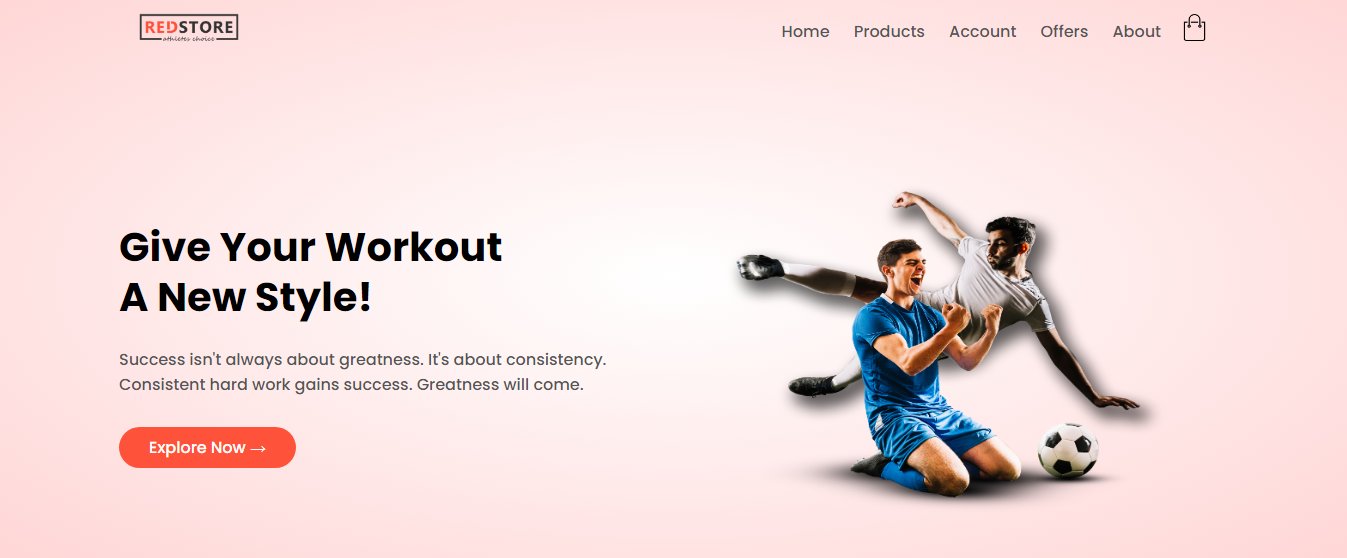 REDSTORE
athletes choice
Home Products Account Offers About
Give Your Workout
A New Style!
Success isn't always about greatness. It's about consistency.
Consistent hard work gains success. Greatness will come.
Explore Now →